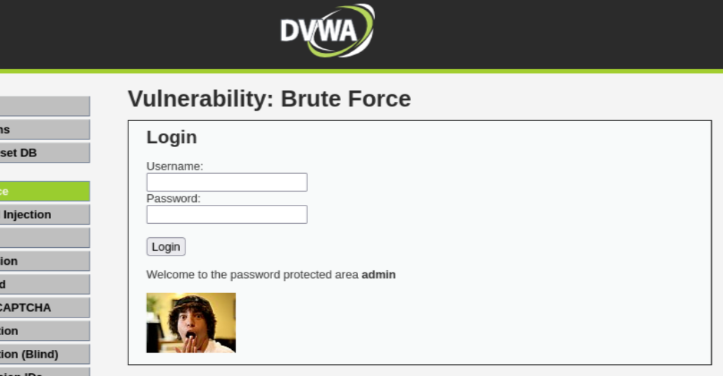 DVWA
Vulnerability: Brute Force
ns
set DB
ce
Injection
ion
d
CAPTCHA
tion
tion (Blind)
Login
Username:
Password:
Login
Welcome to the password protected area admin